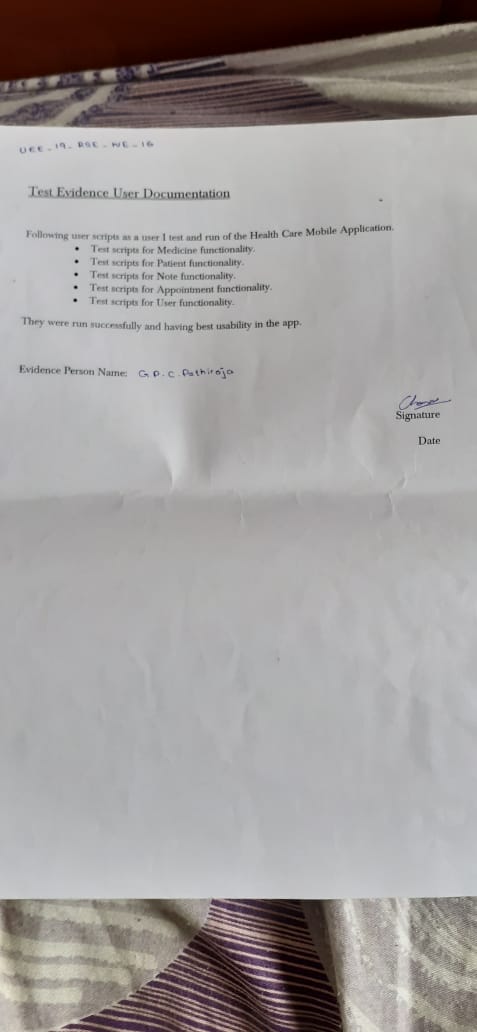 UEE - 19 - RSE - WE - 16
Test Evidence User Documentation
Following user scripts as a user I test and run of the Health Care Mobile Application.
• Test scripts for Medicine functionality.
• Test scripts for Patient functionality.
• Test scripts for Note functionality.
• Test scripts for Appointment functionality.
• Test scripts for User functionality.
They were run successfully and having best usability in the app.
Evidence Person Name: G.P.C.Pathiraja
Signature
Date